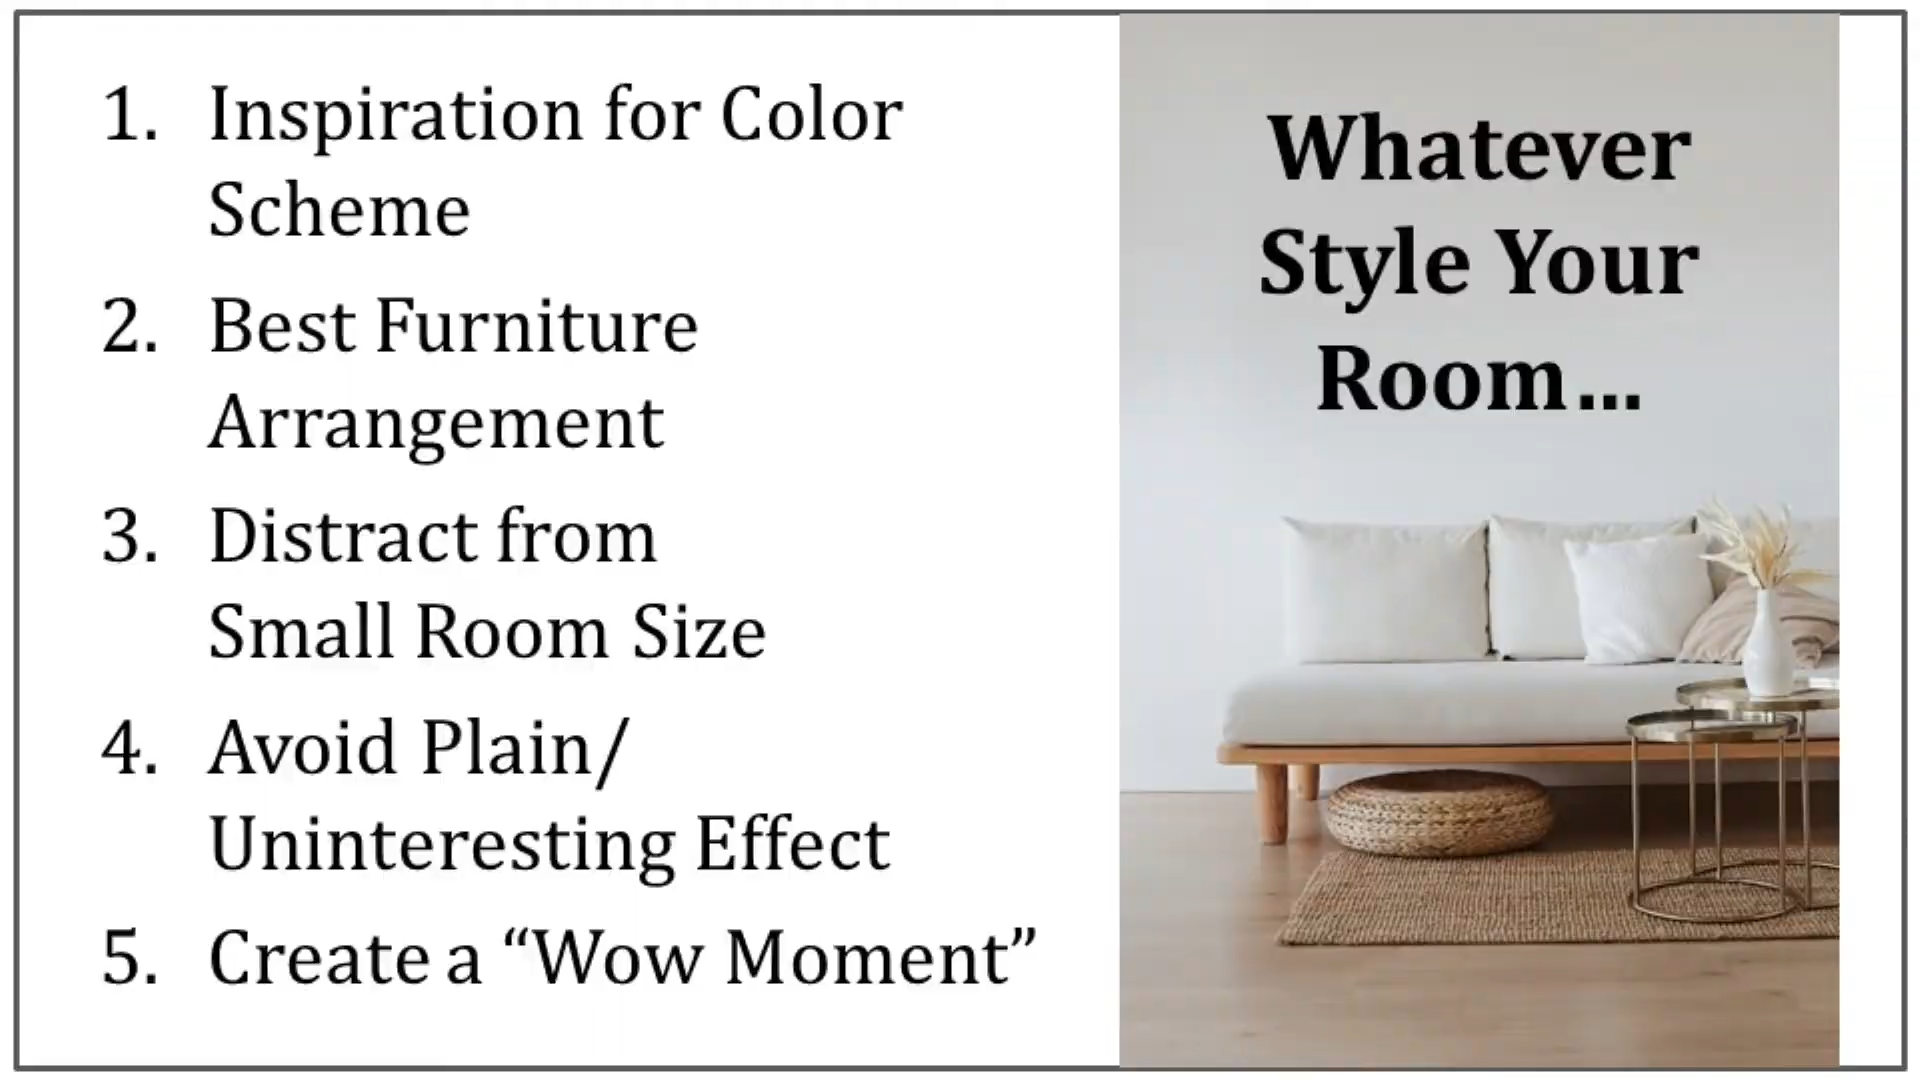 1. Inspiration for Color
Scheme
2. Best Furniture
Arrangement
3. Distract from
Small Room Size
4. Avoid Plain/
Uninteresting Effect
5. Create a “Wow Moment”
Whatever
Style Your
Room...